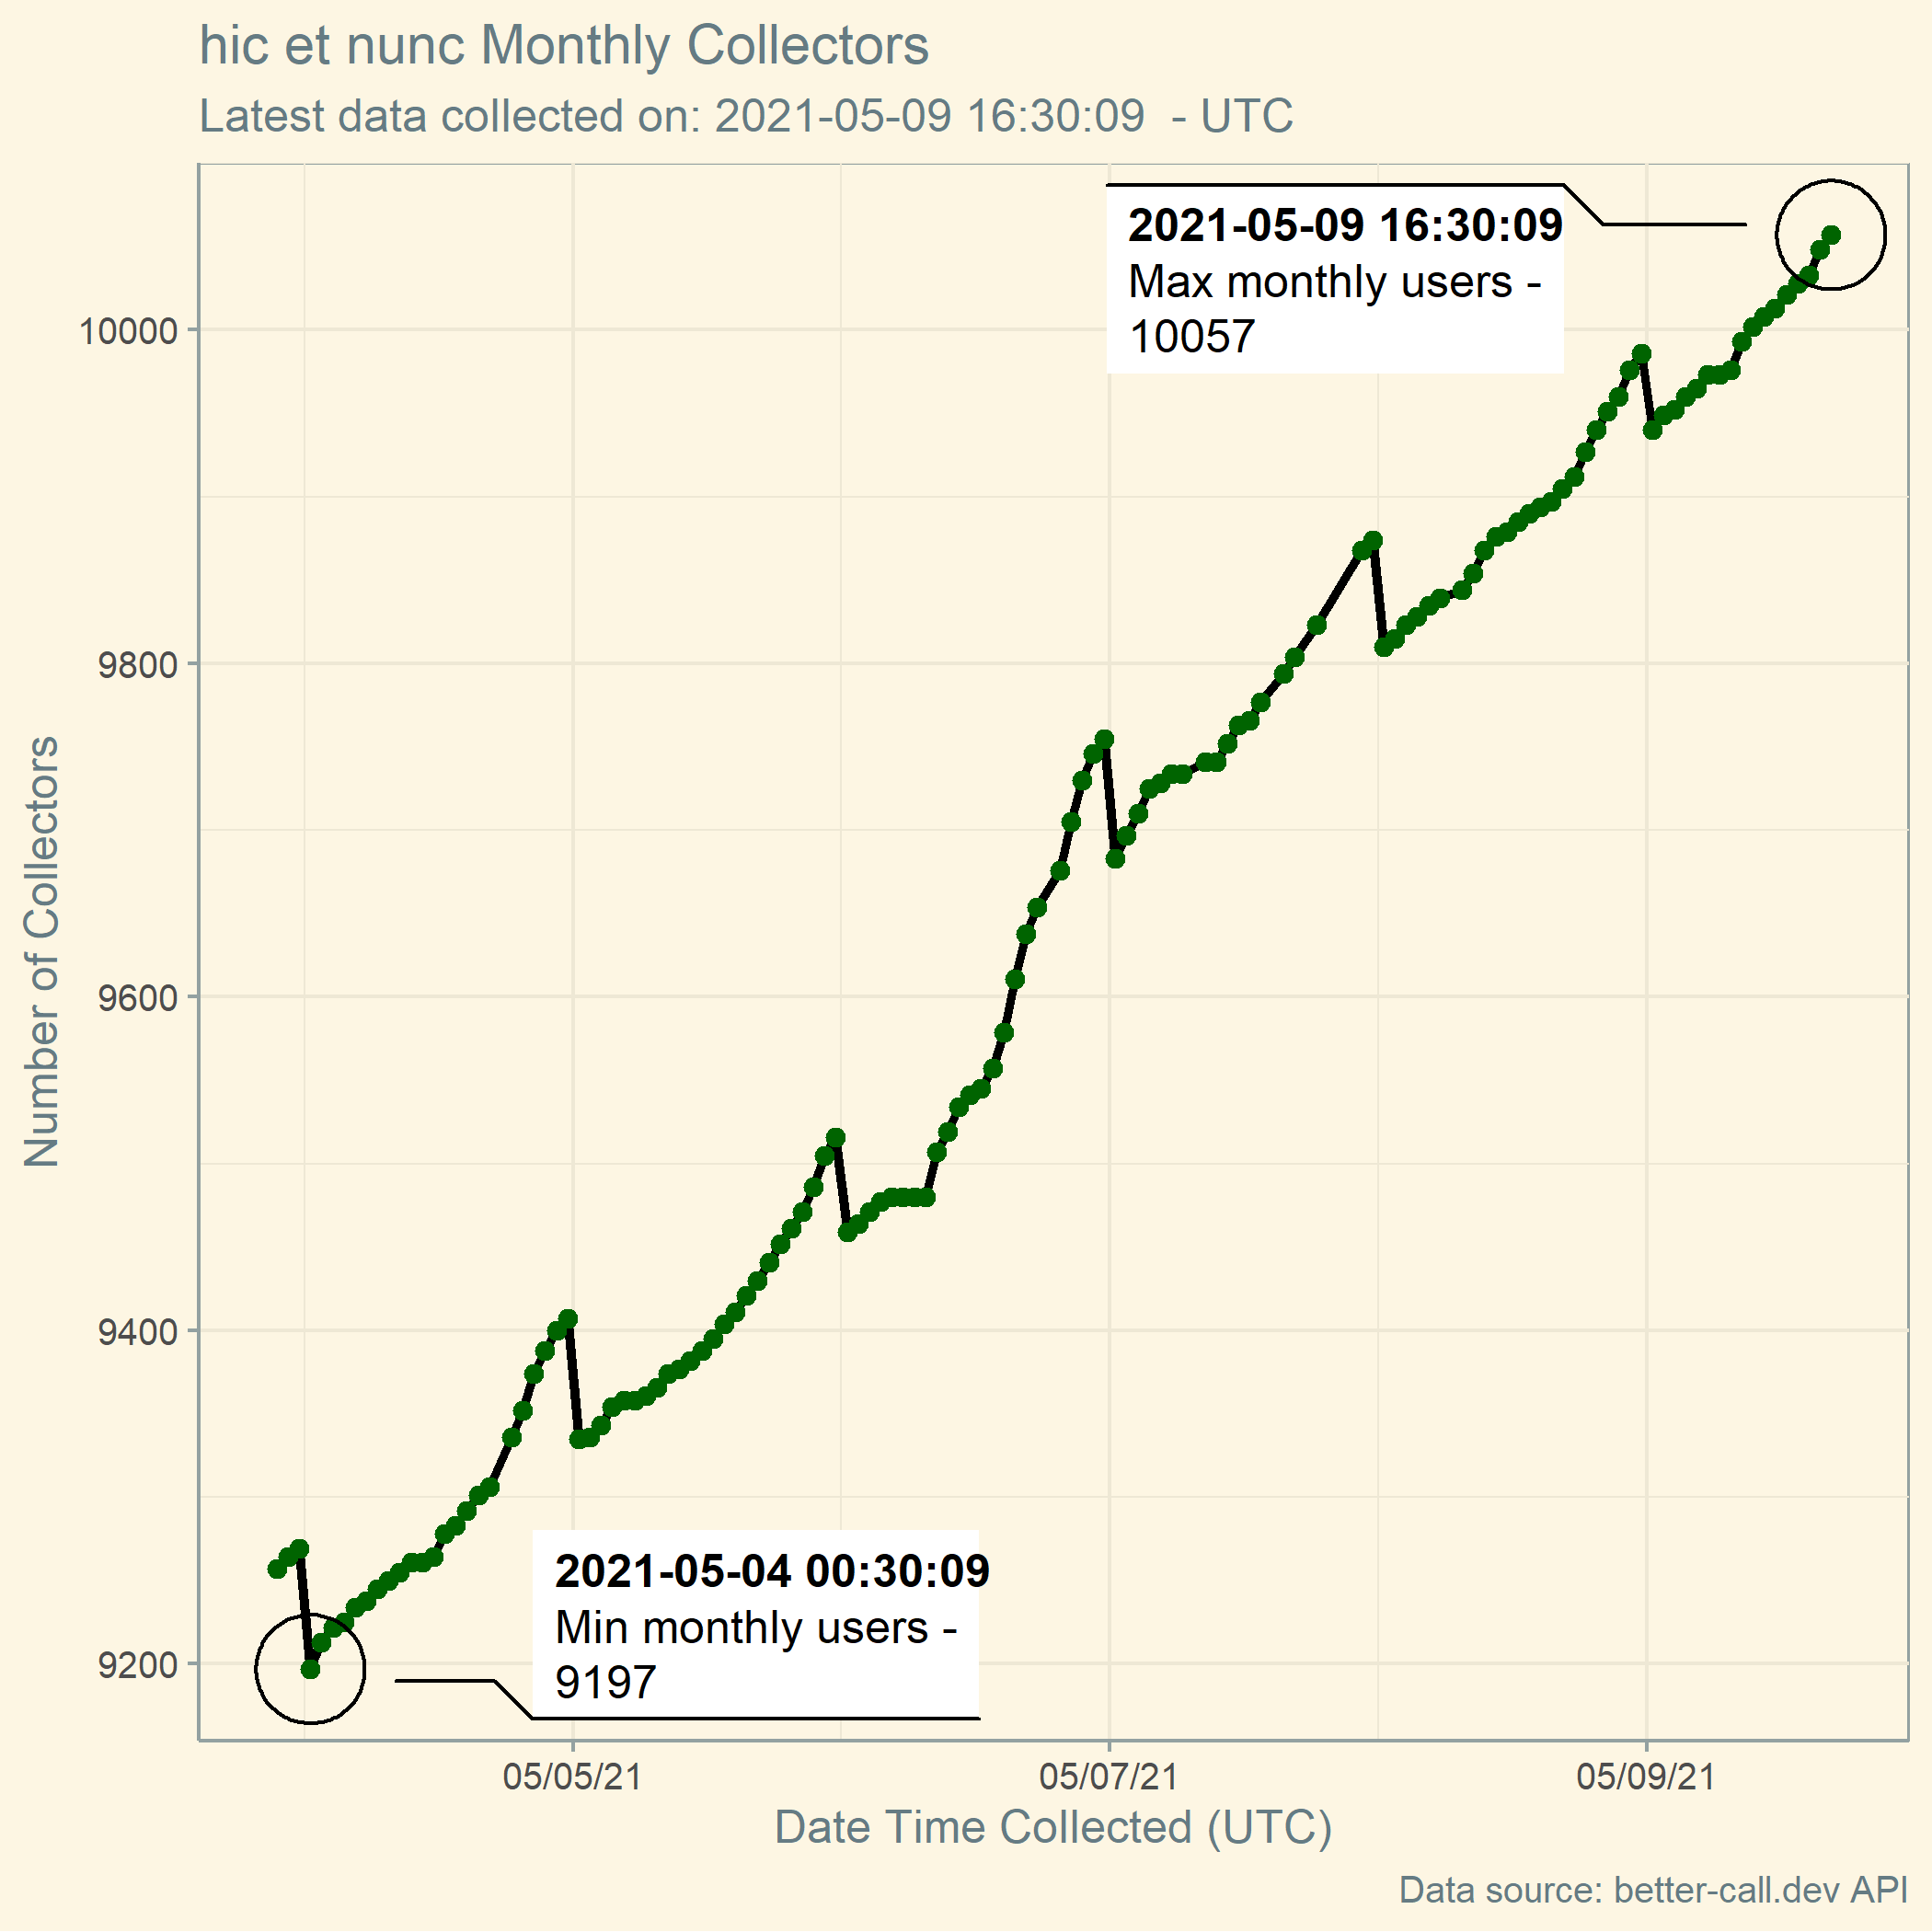 hic et nunc Monthly Collectors
Latest data collected on: 2021-05-09 16:30:09  - UTC
2021-05-09 16:30:09
Max monthly users -
10057
Number of Collectors
10000
9800
9600
9400
9200
2021-05-04 00:30:09
Min monthly users -
9197
05/05/21
05/07/21
05/09/21
Date Time Collected (UTC)
Data source: better-call.dev API